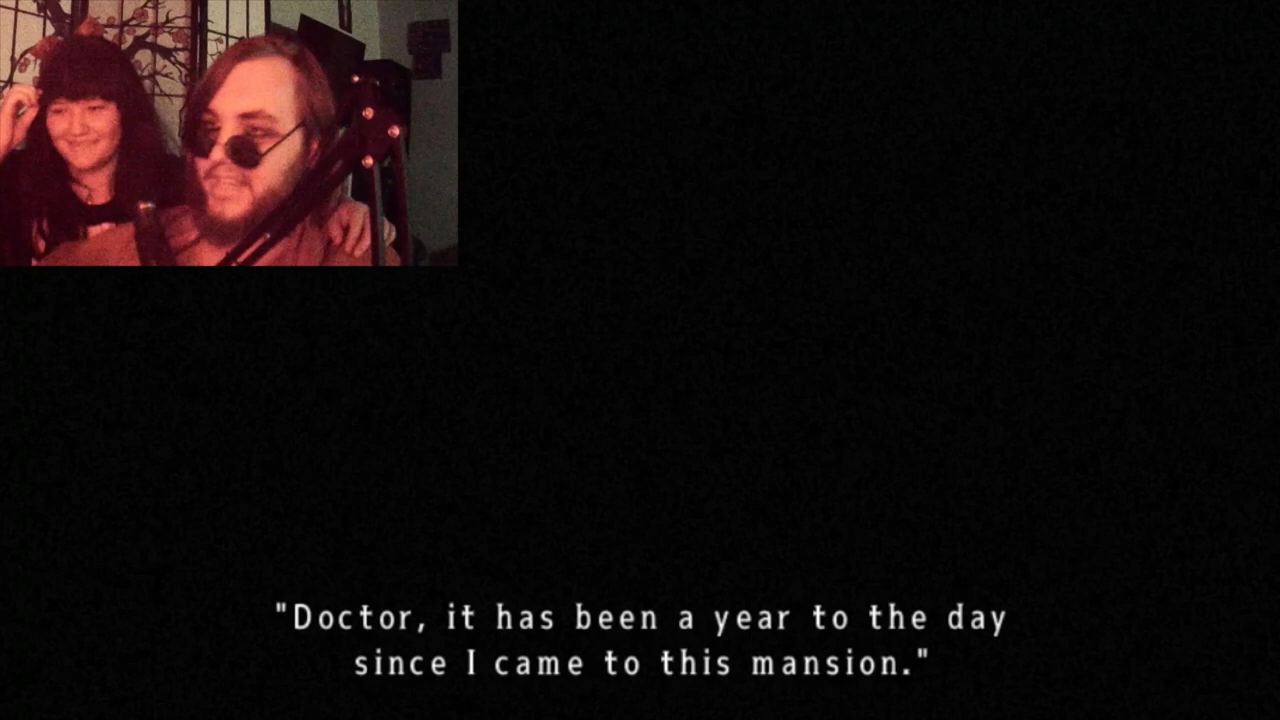 "Doctor, it has been a year to the day
since I came to this mansion."